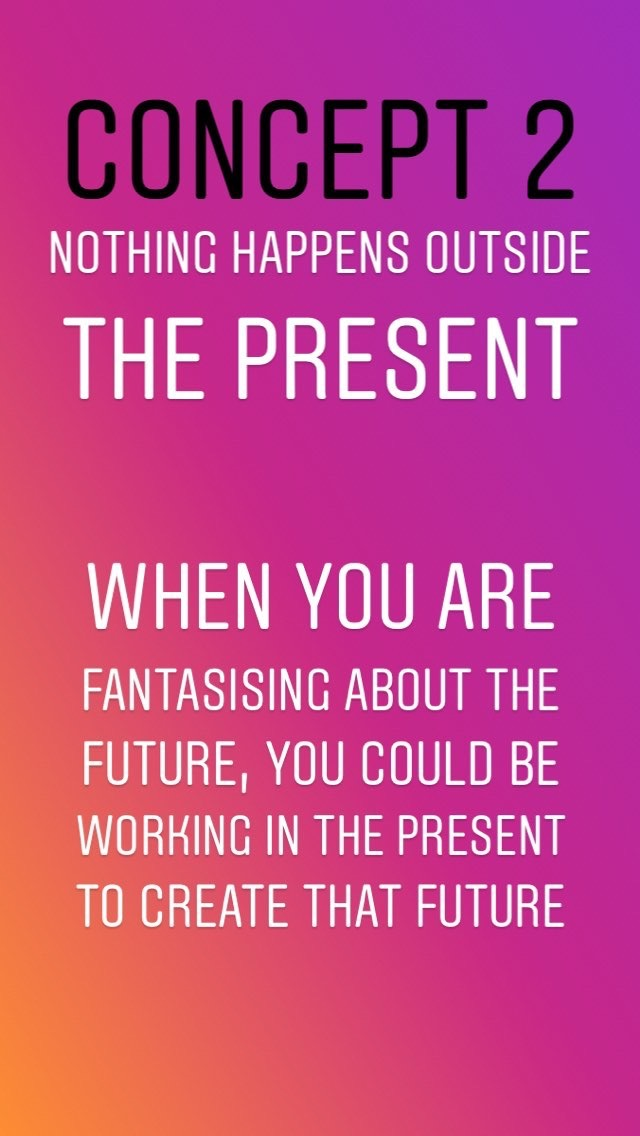 CONCEPT 2
NOTHING HAPPENS OUTSIDE
THE PRESENT
WHEN YOU ARE
FANTASISING ABOUT THE
FUTURE, YOU COULD BE
WORKING IN THE PRESENT
TO CREATE THAT FUTURE